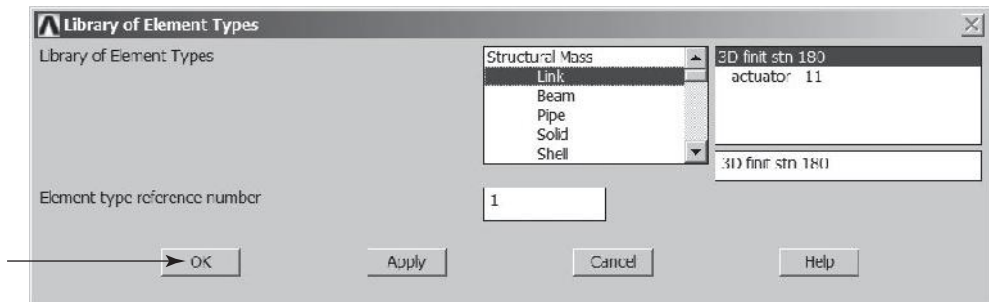 Library of Element Types
Library of Element Types
Structural Mass
Link
Beam
Pipe
Solid
Shell
3D finit stn 180
actuator 11
3D finit stn 180
Element type reference number
1
OK
Apply
Cancel
Help